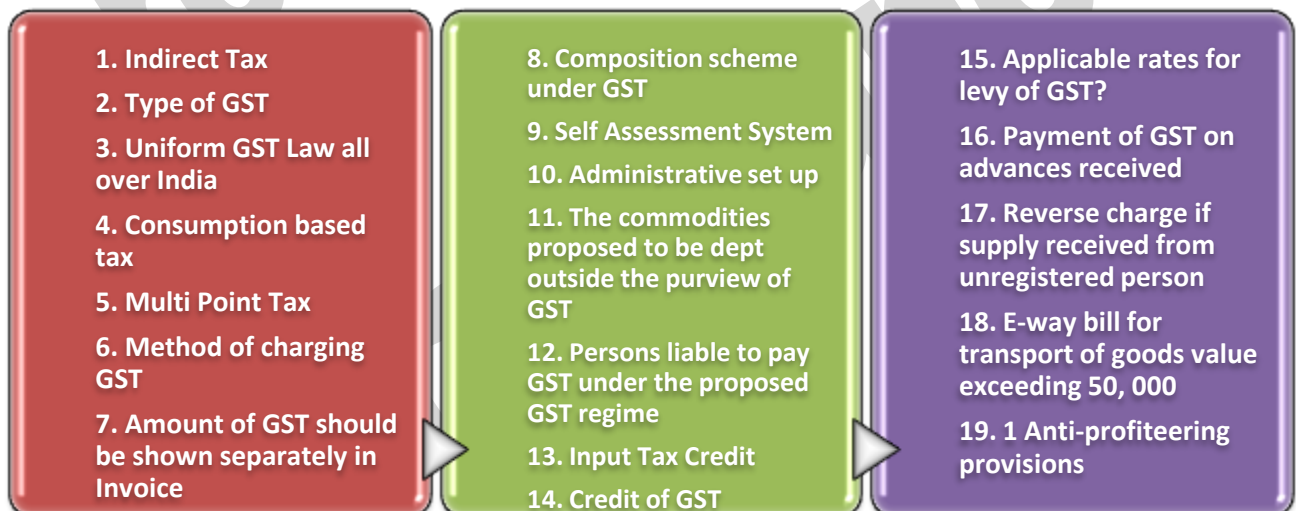 1. Indirect Tax
2. Type of GST
3. Uniform GST Law all
over India
4. Consumption based
tax
5. Multi Point Tax
6. Method of charging
GST
7. Amount of GST should
be shown separately in
Invoice
8. Composition scheme
under GST
9. Self Assessment System
10. Administrative set up
11. The commodities
proposed to be dept
outside the purview of
GST
12. Persons liable to pay
GST under the proposed
GST regime
13. Input Tax Credit
14. Credit of GST
15. Applicable rates for
levy of GST?
16. Payment of GST on
advances received
17. Reverse charge if
supply received from
unregistered person
18. E-way bill for
transport of goods value
exceeding 50, 000
19. 1 Anti-profiteering
provisions